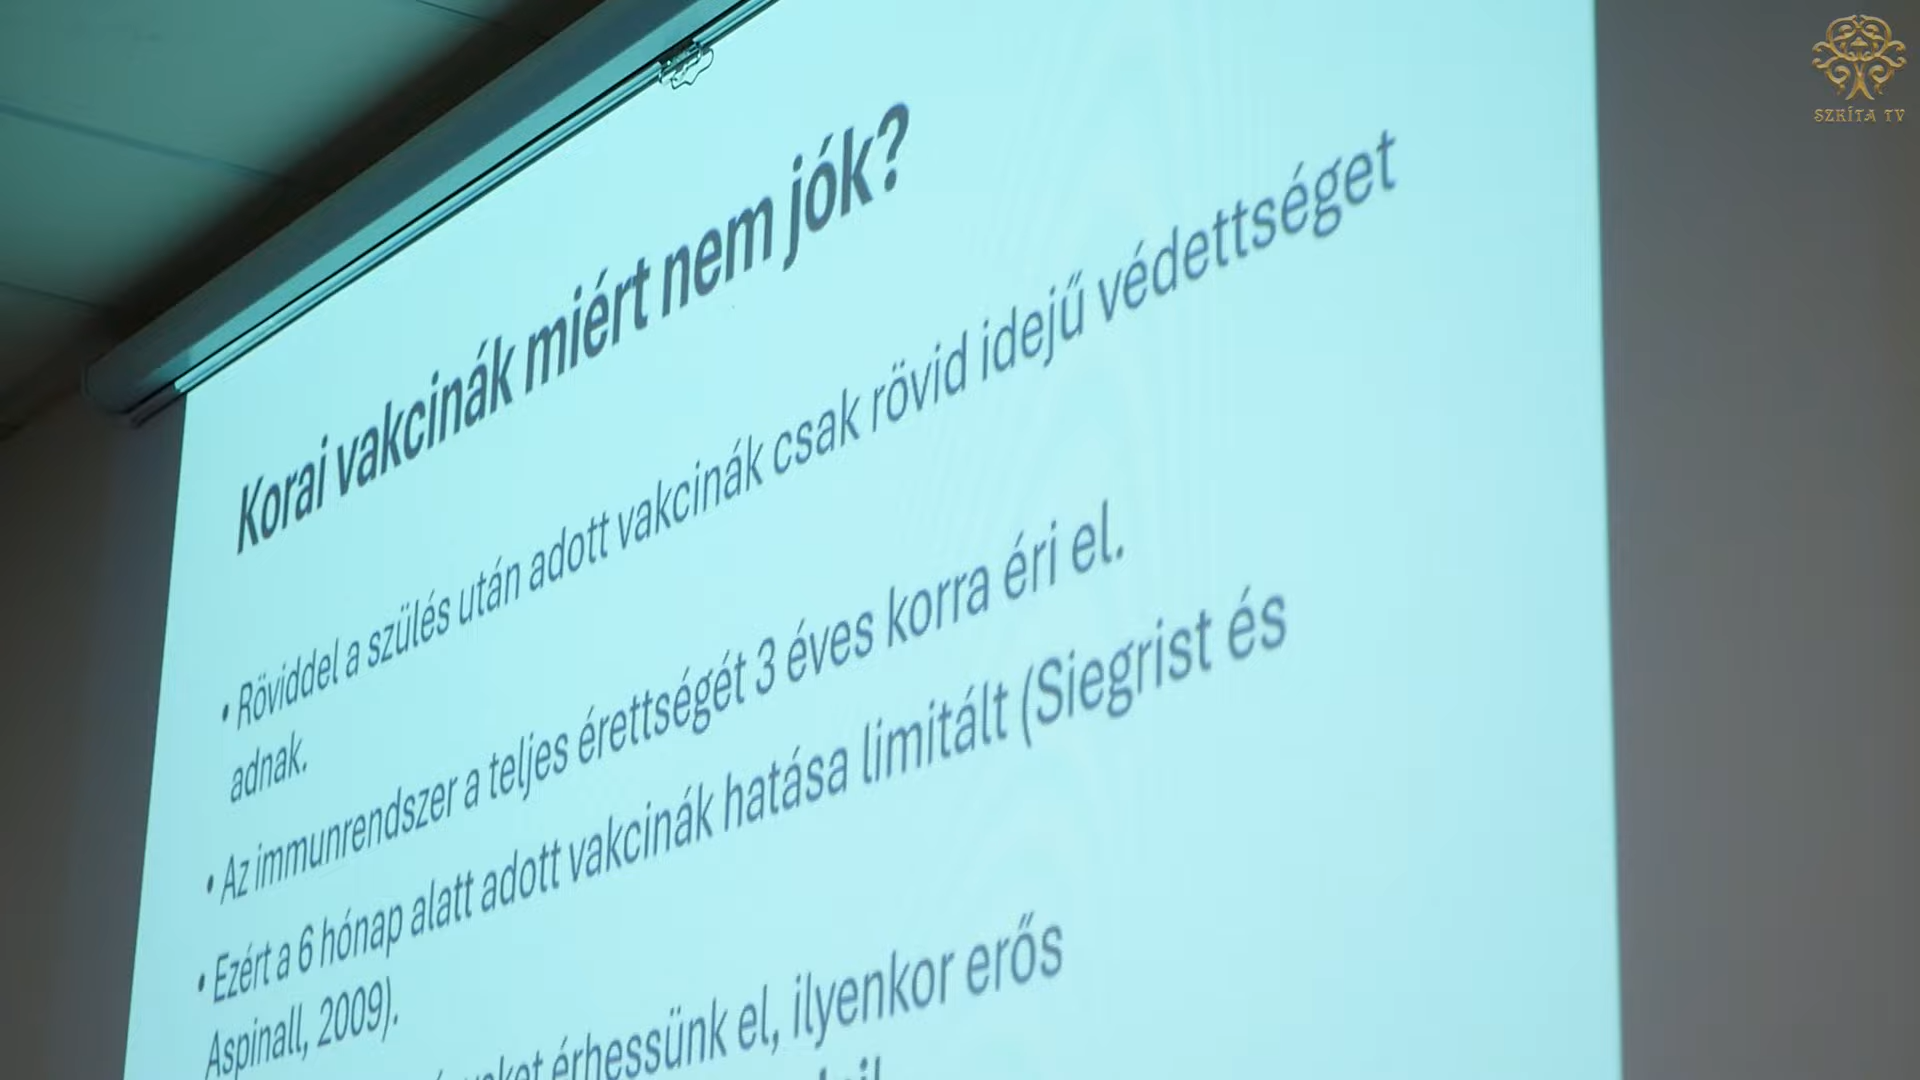 SZKÍTA TV
Korai vakcinák miért nem jók?
• Röviddel a szülés után adott vakcinák csak rövid idejű védettséget
adnak.
• Az immunrendszer a teljes érettségét 3 éves korra éri el.
• Ezért a 6 hónap alatt adott vakcinák hatása limitált (Siegrist és
Aspinall, 2009).
érhessünk el, ilyenkor erős